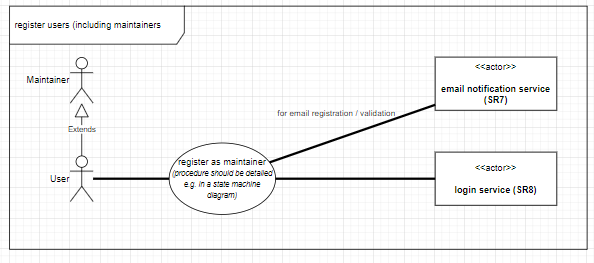 register users (including maintainers
Maintainer
Extends
User
register as maintainer
(procedure should be detailed
e.g. in a state machine
diagram)
for email registration / validation
<<actor>>
email notification service
(SR7)
<<actor>>
login service (SR8)